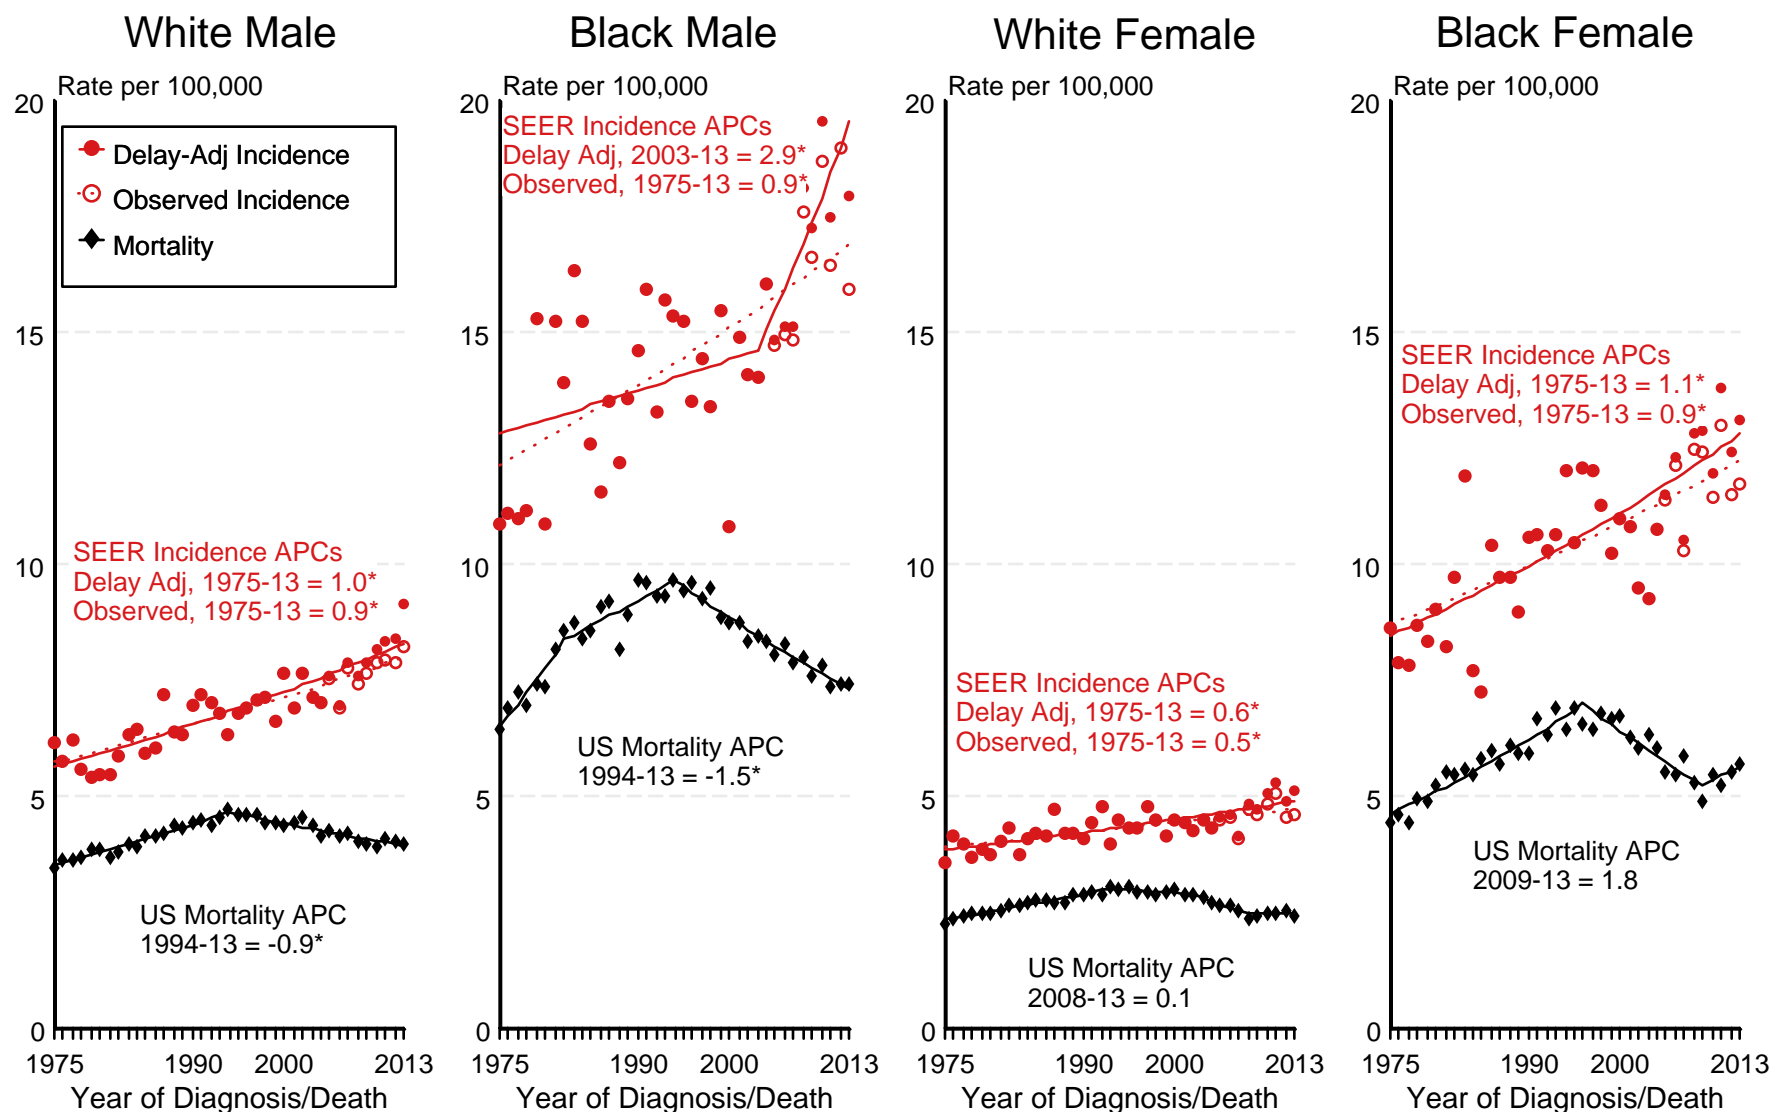 White Male
Rate per 100,000
20
15
10
5
0
Delay-Adj Incidence
Observed Incidence
Mortality
SEER Incidence APCs
Delay Adj, 1975-13 = 1.0*
Observed, 1975-13 = 0.9*
US Mortality APC
1994-13 = -0.9*
1975 1990 2000 2013
Year of Diagnosis/Death
Black Male
Rate per 100,000
20
15
10
5
0
SEER Incidence APCs
Delay Adj, 2003-13 = 2.9*
Observed, 1975-13 = 0.9*
US Mortality APC
1994-13 = -1.5*
1975 1990 2000 2013
Year of Diagnosis/Death
White Female
Rate per 100,000
20
15
10
5
0
SEER Incidence APCs
Delay Adj, 1975-13 = 0.6*
Observed, 1975-13 = 0.5*
US Mortality APC
2008-13 = 0.1
1975 1990 2000 2013
Year of Diagnosis/Death
Black Female
Rate per 100,000
20
15
10
5
0
SEER Incidence APCs
Delay Adj, 1975-13 = 1.1*
Observed, 1975-13 = 0.9*
US Mortality APC
2009-13 = 1.8
1975 1990 2000 2013
Year of Diagnosis/Death